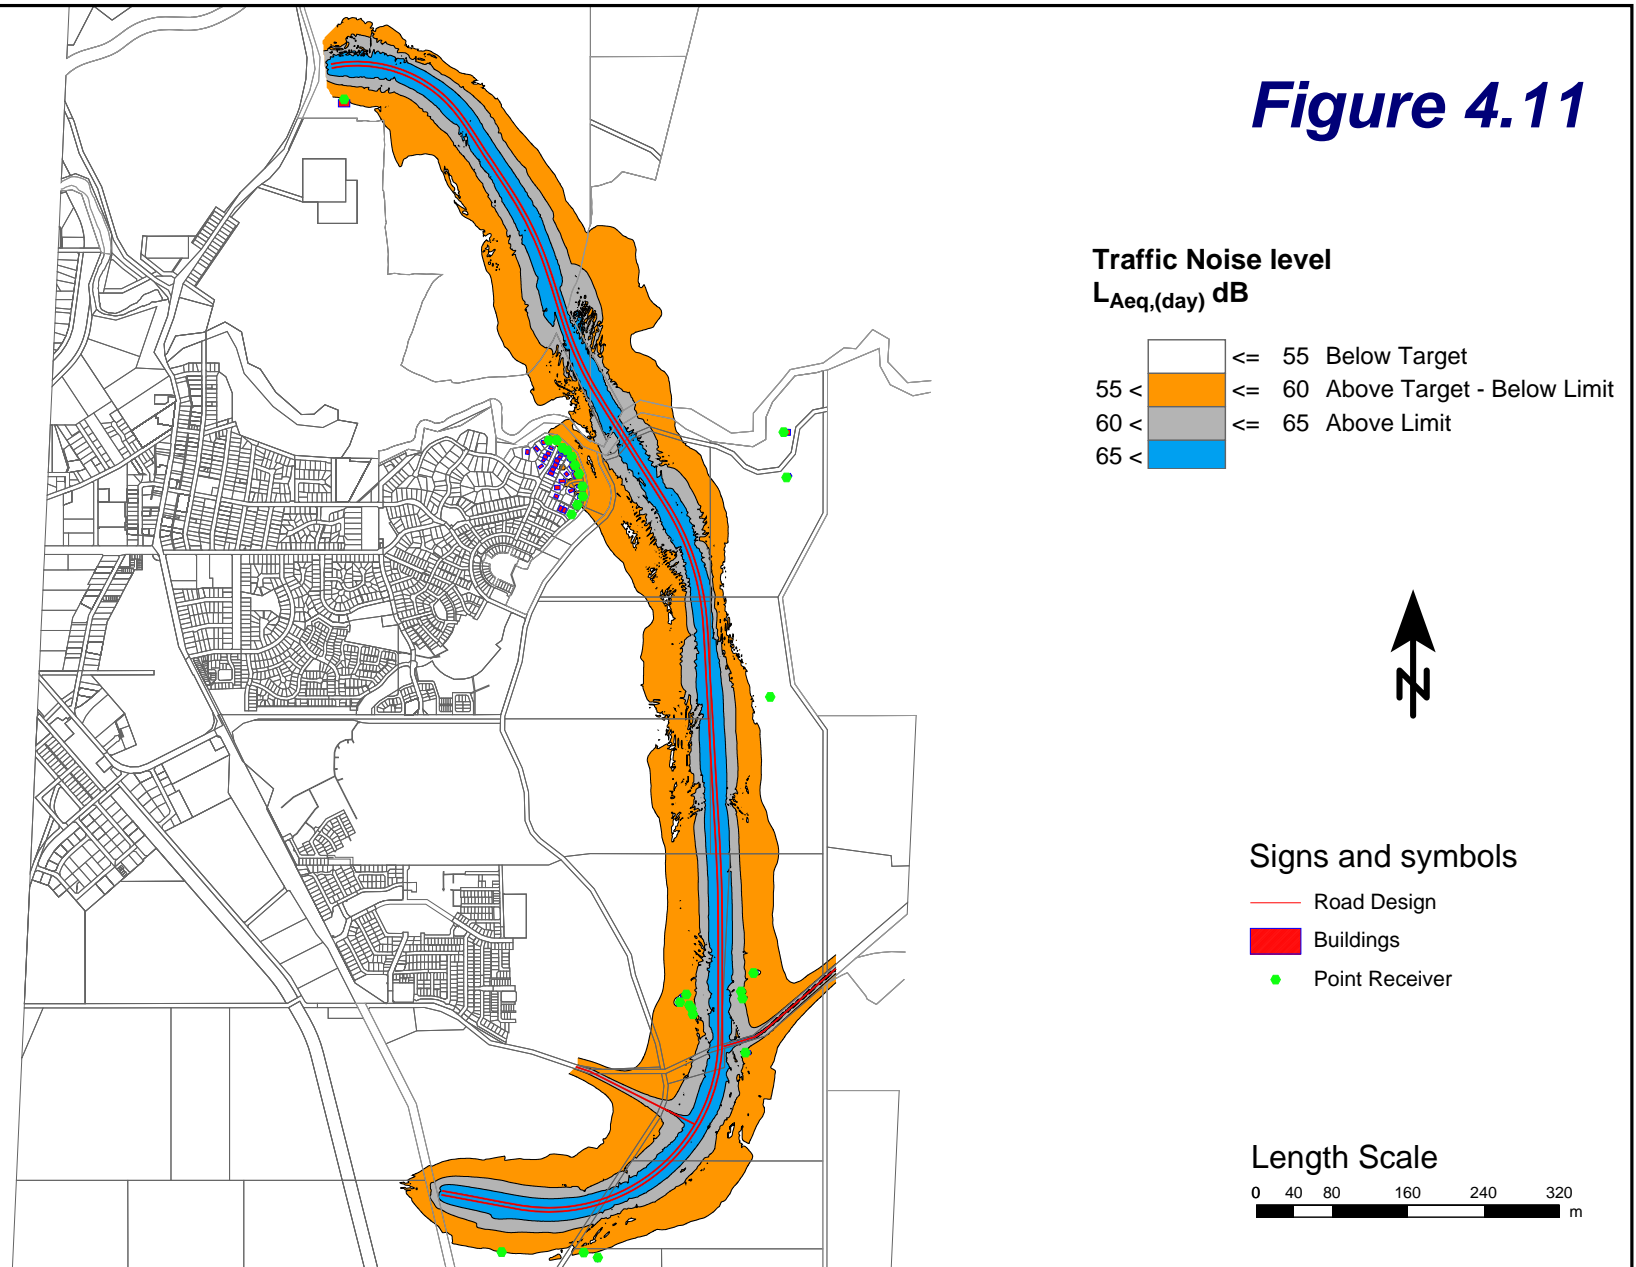 Figure 4.11
Traffic Noise level
LAeq,(day) dB
<= 55 Below Target
55 < <= 60 Above Target - Below Limit
60 < <= 65 Above Limit
65 <
N
Signs and symbols
Road Design
Buildings
Point Receiver
Length Scale
0 40 80 160 240 320
m